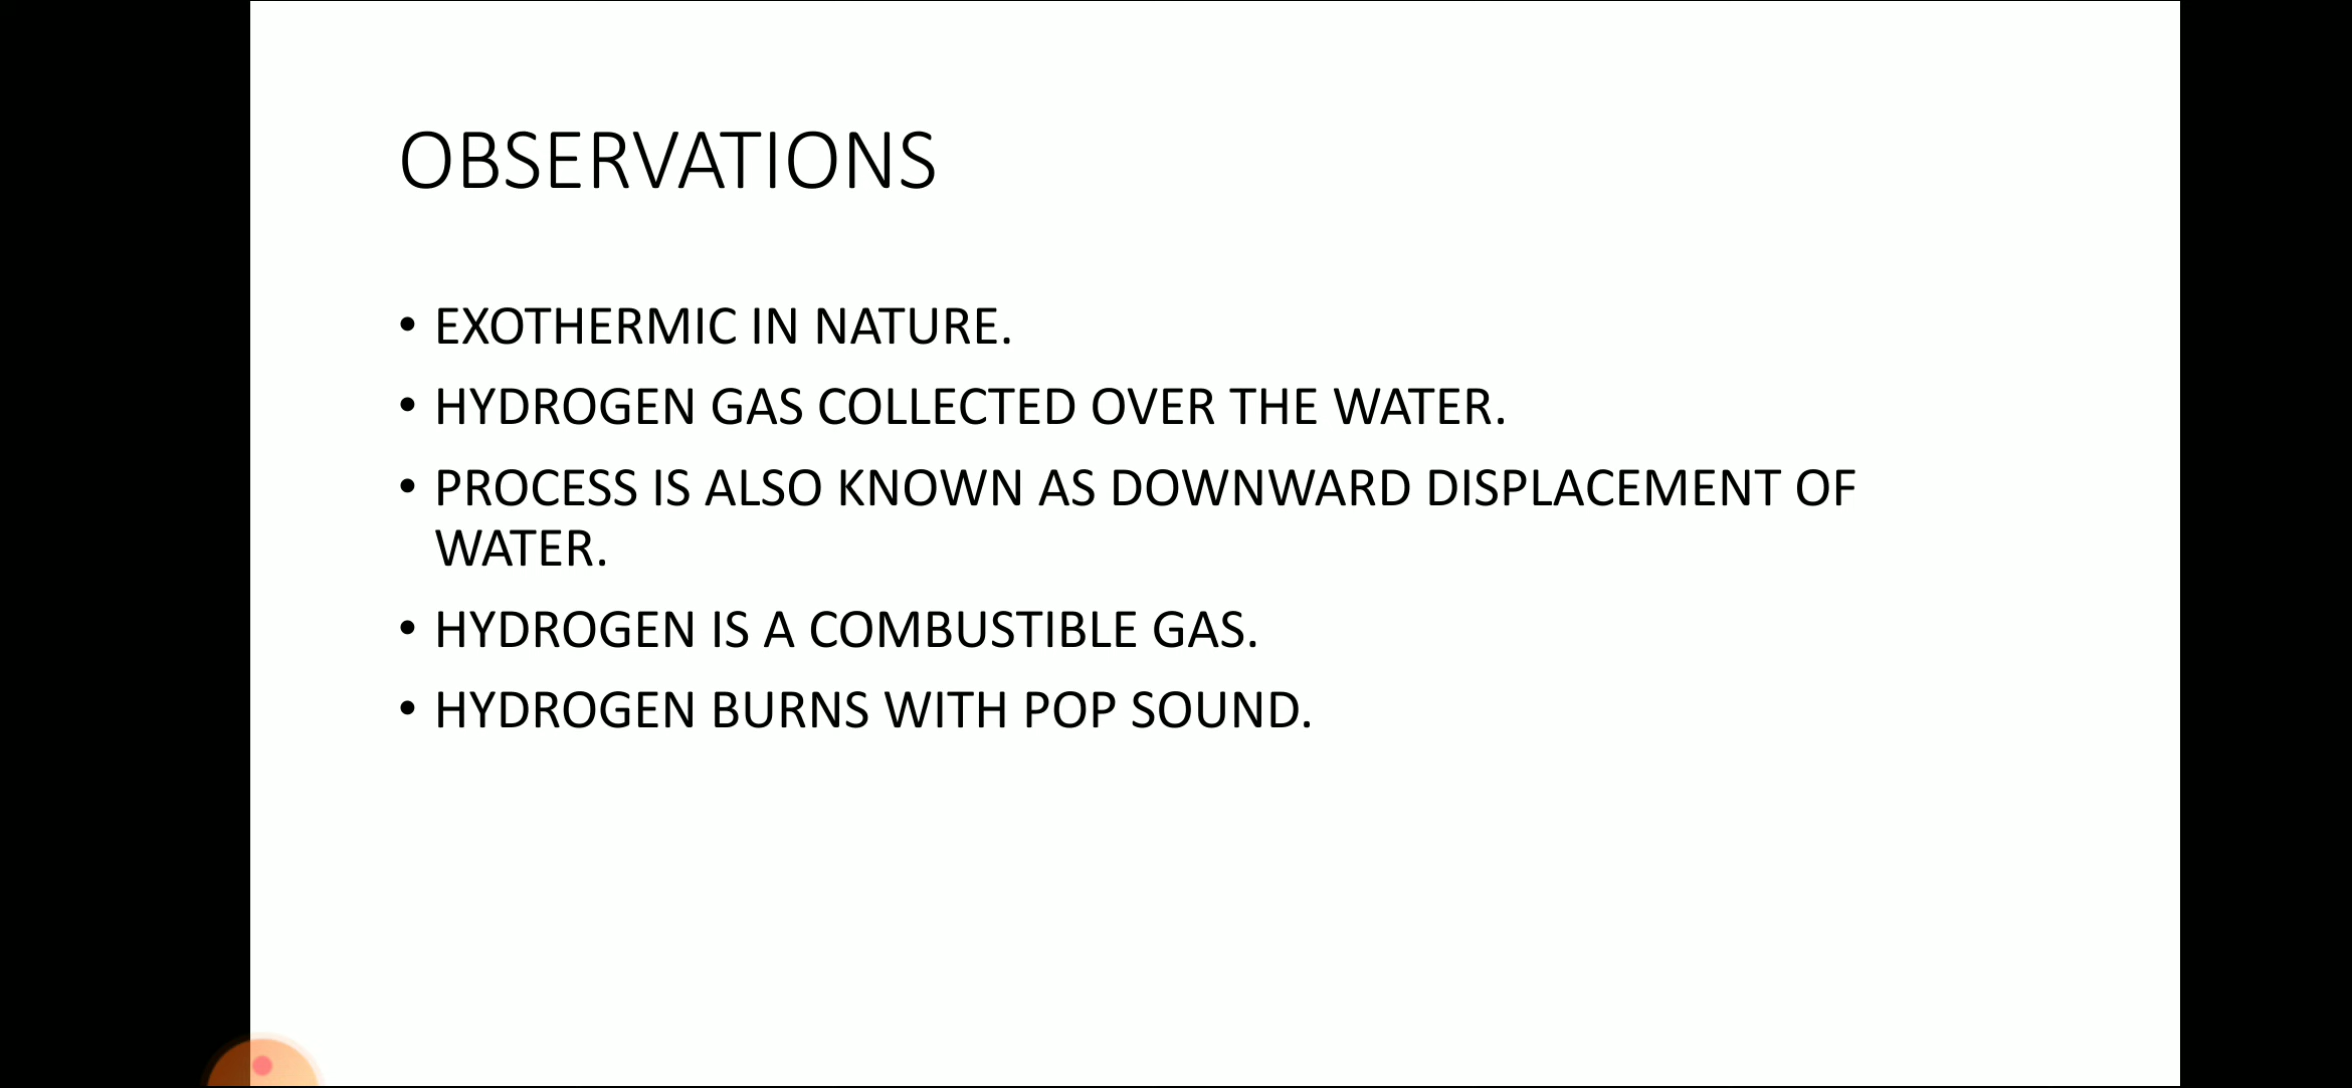 OBSERVATIONS
• EXOTHERMIC IN NATURE.
• HYDROGEN GAS COLLECTED OVER THE WATER.
• PROCESS IS ALSO KNOWN AS DOWNWARD DISPLACEMENT OF
WATER.
• HYDROGEN IS A COMBUSTIBLE GAS.
• HYDROGEN BURNS WITH POP SOUND.